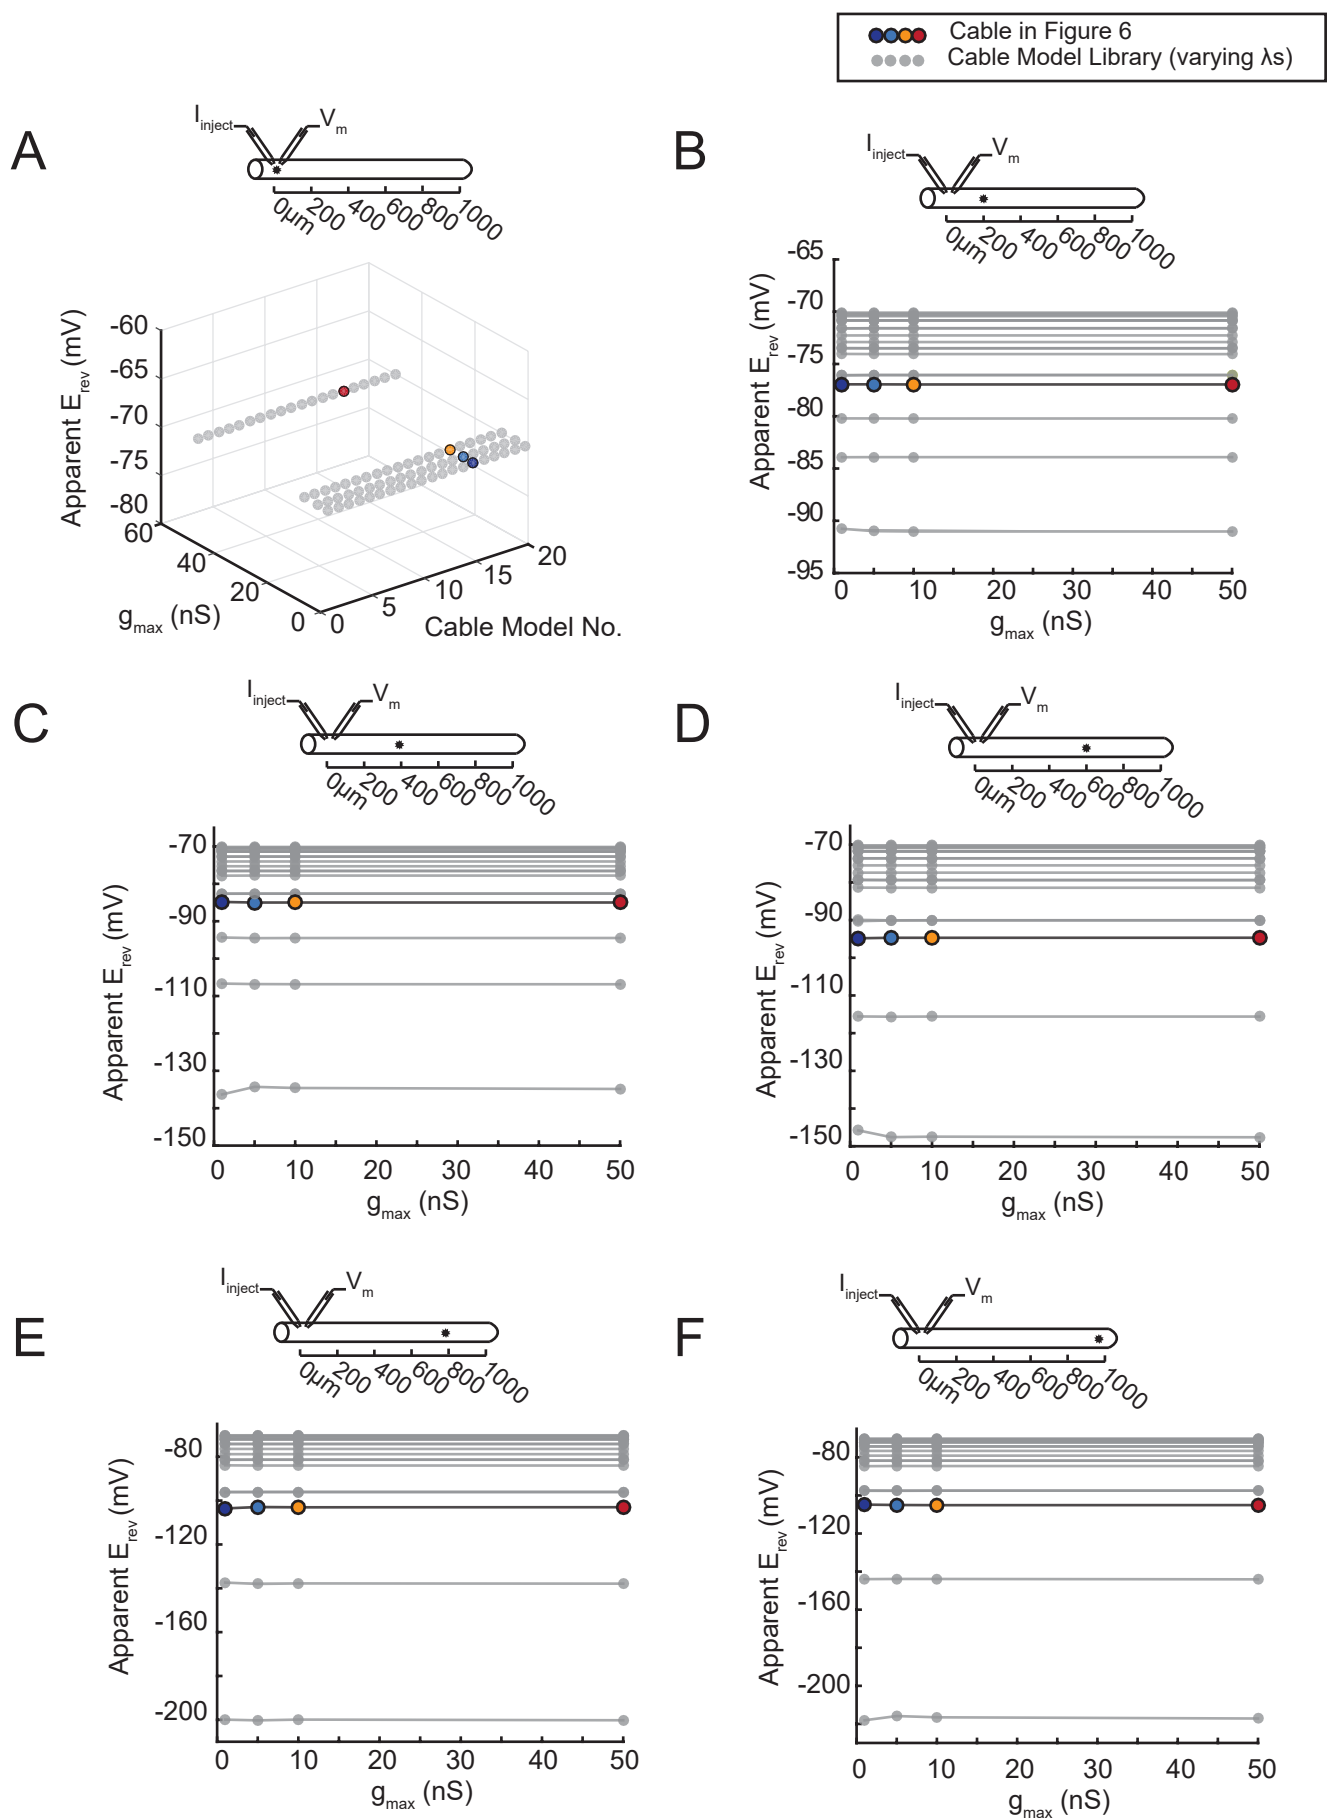 Cable in Figure 6
Cable Model Library (varying λs)
A
I inject
V m
0µm 200 400 600 800 1000
Apparent E rev (mV)
-60
-65
-70
-75
-80
60
40
20
0
g max (nS)
0
5
10
15
20
Cable Model No.
B
I inject
V m
0µm 200 400 600 800 1000
Apparent E rev (mV)
-65
-70
-75
-80
-85
-90
-95
0 10 20 30 40 50
g max (nS)
C
I inject
V m
0µm 200 400 600 800 1000
Apparent E rev (mV)
-70
-90
-110
-130
-150
0 10 20 30 40 50
g max (nS)
D
I inject
V m
0µm 200 400 600 800 1000
Apparent E rev (mV)
-70
-90
-110
-130
-150
0 10 20 30 40 50
g max (nS)
E
I inject
V m
0µm 200 400 600 800 1000
Apparent E rev (mV)
-80
-120
-160
-200
0 10 20 30 40 50
g max (nS)
F
I inject
V m
0µm 200 400 600 800 1000
Apparent E rev (mV)
-80
-120
-160
-200
0 10 20 30 40 50
g max (nS)